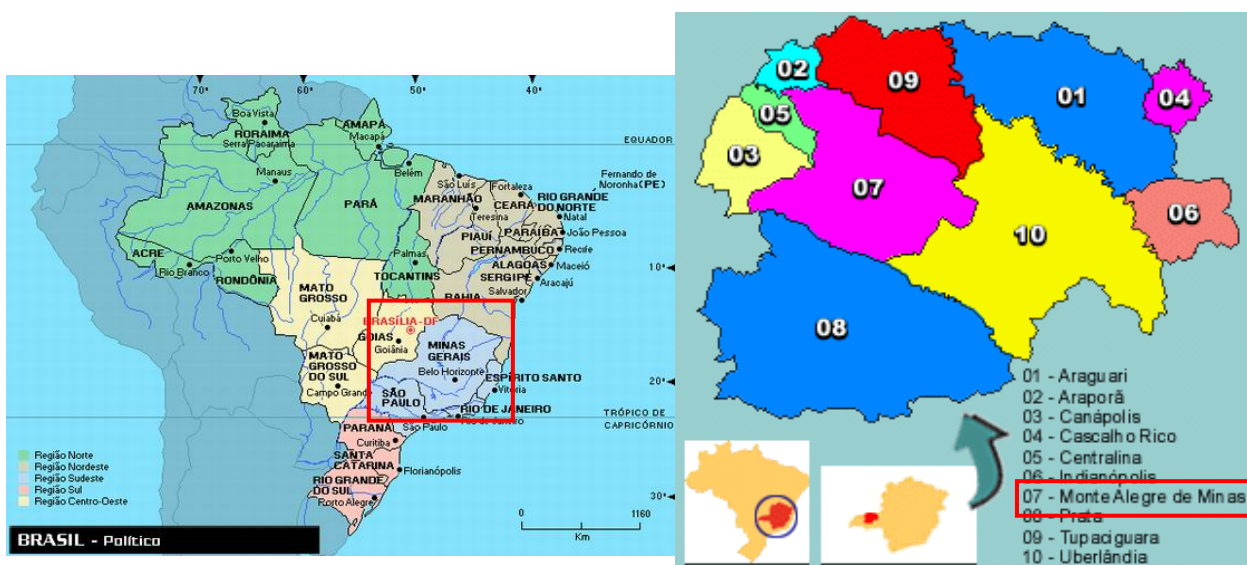 70°
60°
50°
40°
Boa Vista
RORAIMA
Serra Pacaraima
AMAPÁ
Macapá
EQUADOR
Manaus
Belém
São Luís
Fortaleza
Fernando de
Noronha(PE)
AMAZONAS
PARÁ
MARANHÃO
Teresina
CEARÁ
RIO GRANDE
DO NORTE
Natal
PIAUÍ
PARAÍBA
João Pessoa
PERNAMBUCO
Recife
ACRE
Rio Branco
Porto Velho
RONDÔNIA
Palmas
TOCANTINS
ALAGOAS
Maceió
SERGIPE
Aracajú
10°
MATO
GROSSO
BAHIA
Salvador
Cuiabá
BRASÍLIA-DF
GOIÁS
Goiânia
MINAS
GERAIS
Belo Horizonte
MATO
GROSSO
DO SUL
Campo Grande
ESPÍRITO SANTO
Vitória
20°
SÃO
PAULO
RIO DE JANEIRO
Rio de Janeiro
São Paulo
TRÓPICO DE
CAPRICÓRNIO
PARANÁ
Curitiba
SANTA
CATARINA
Florianópolis
RIO GRANDE
DO SUL
Porto Alegre
30°
Região Norte
Região Nordeste
Região Sudeste
Região Sul
Região Centro-Oeste
0
1160
Km
BRASIL - Político
02
09
01
04
05
03
07
06
10
08
01 - Araguari
02 - Araporã
03 - Canápolis
04 - Cascalho Rico
05 - Centralina
06 - Indianópolis
07 - Monte Alegre de Minas
08 - Prata
09 - Tupaciguara
10 - Uberlândia